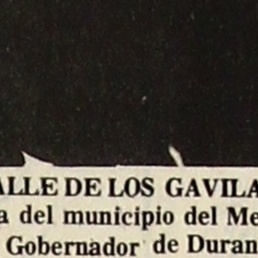 ALLE DE LOS GAVILA
a del municipio del Me
Gobernador de Duran